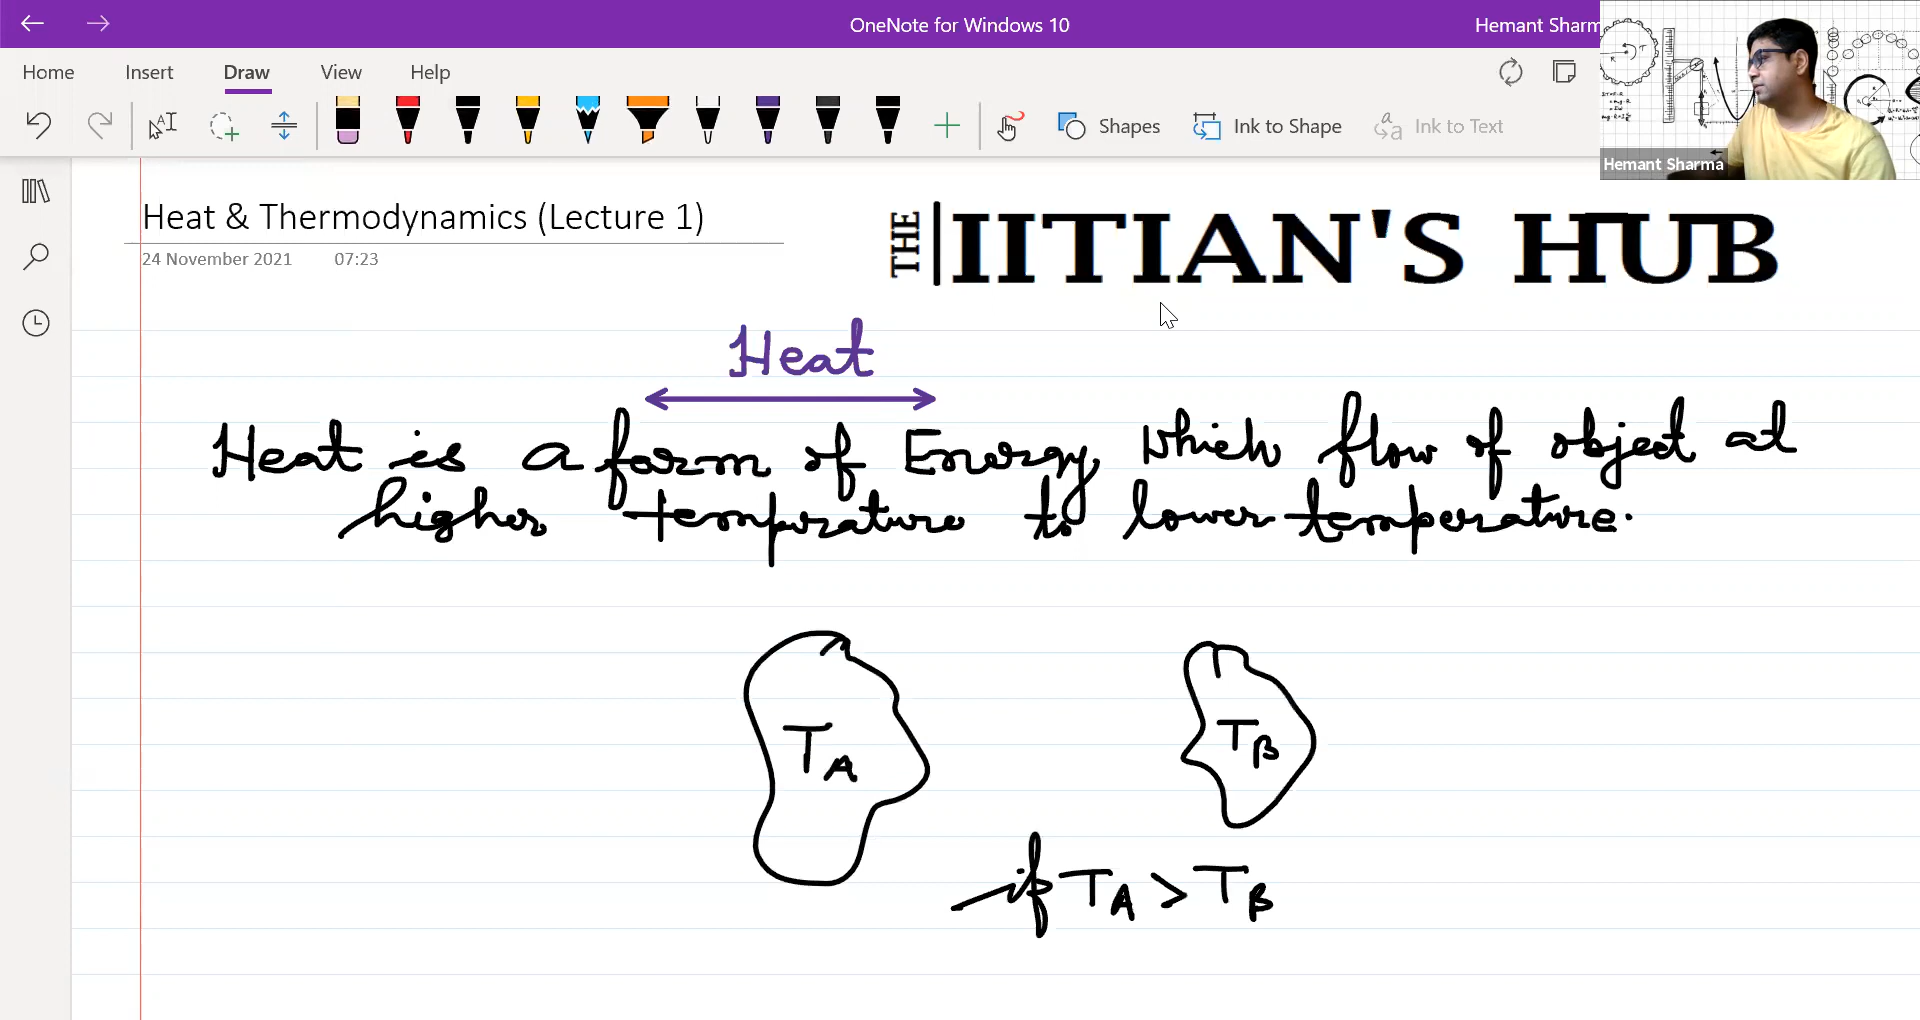 OneNote for Windows 10
Hemant Sharm
Home Insert Draw View Help
Shapes Ink to Shape Ink to Text
Hemant Sharma
Heat & Thermodynamics (Lecture 1)
24 November 2021 07:23
THE IITIAN'S HUB
Heat
Heat is a form of Energy, which flow of object at
higher temperature to lower temperature.
TA
TB
if TA > TB